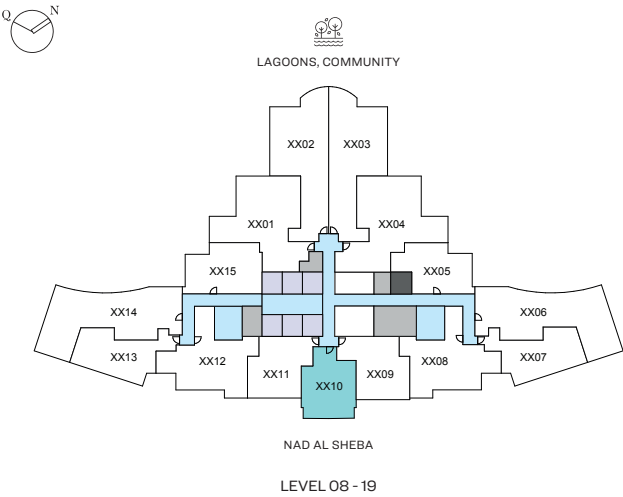 Q N
LAGOONS, COMMUNITY
XX02 XX03
XX01 XX04
XX15 XX05
XX14 XX06
XX13 XX12 XX11 XX10 XX09 XX08 XX07
NAD AL SHEBA
LEVEL 08 - 19